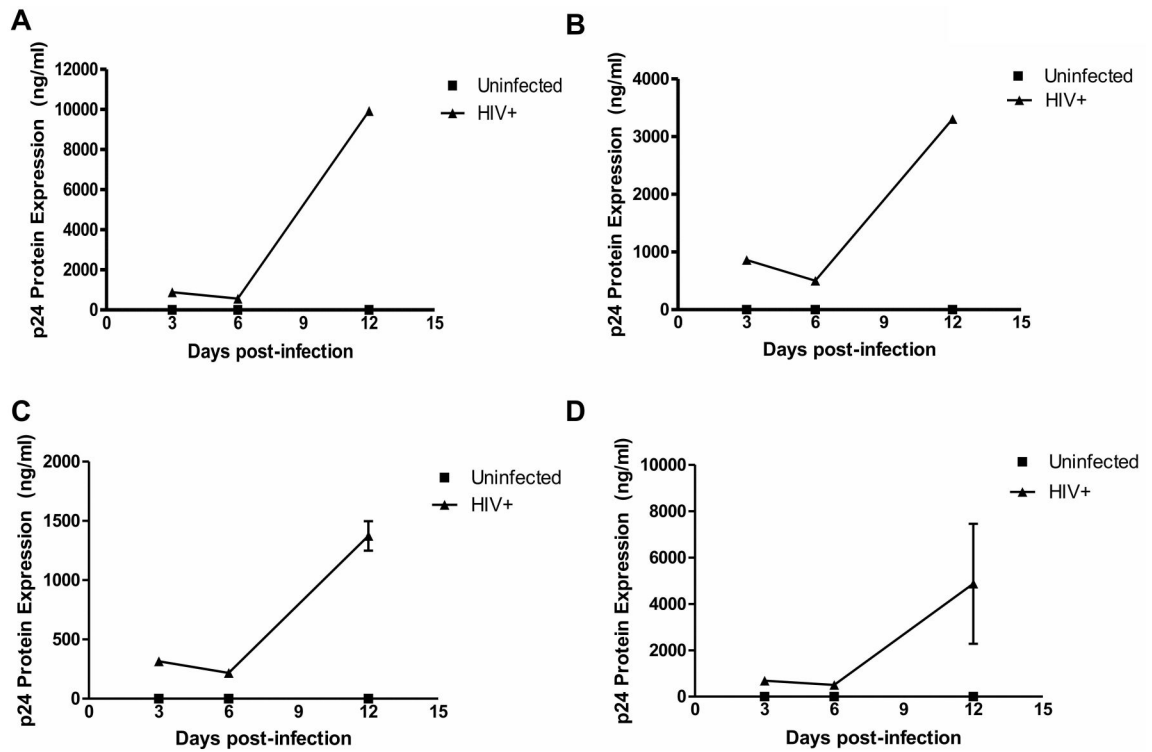 A
p24 Protein Expression (ng/ml)
12000
10000
8000
6000
4000
2000
0
0 3 6 9 12 15
Days post-infection
Uninfected
HIV+
B
p24 Protein Expression (ng/ml)
4000
3000
2000
1000
0
0 3 6 9 12 15
Days post-infection
Uninfected
HIV+
C
p24 Protein Expression (ng/ml)
2000
1500
1000
500
0
0 3 6 9 12 15
Days post-infection
Uninfected
HIV+
D
p24 Protein Expression (ng/ml)
10000
8000
6000
4000
2000
0
0 3 6 9 12 15
Days post-infection
Uninfected
HIV+